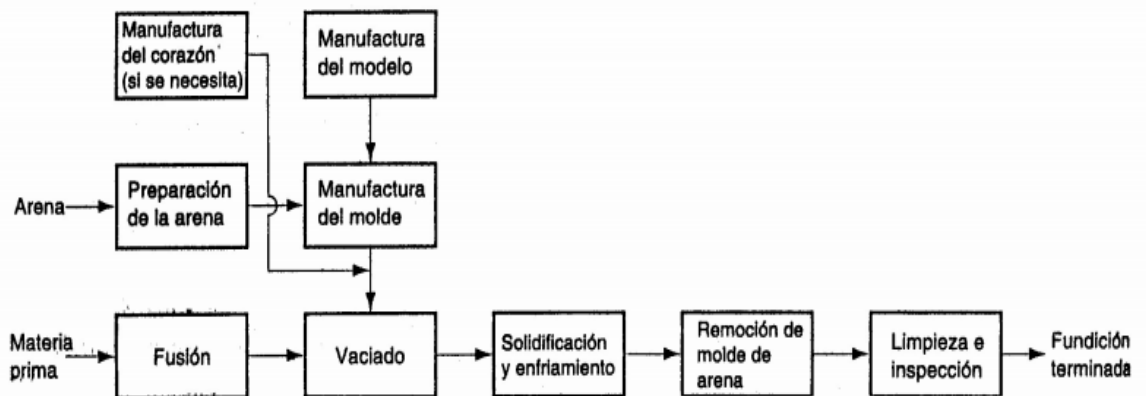 Manufactura
del corazón
(si se necesita)
Manufactura
del modelo
Arena
Preparación
de la arena
Manufactura
del molde
Materia
prima
Fusión
Vaciado
Solidificación
y enfriamiento
Remoción de
molde de
arena
Limpieza e
inspección
Fundición
terminada